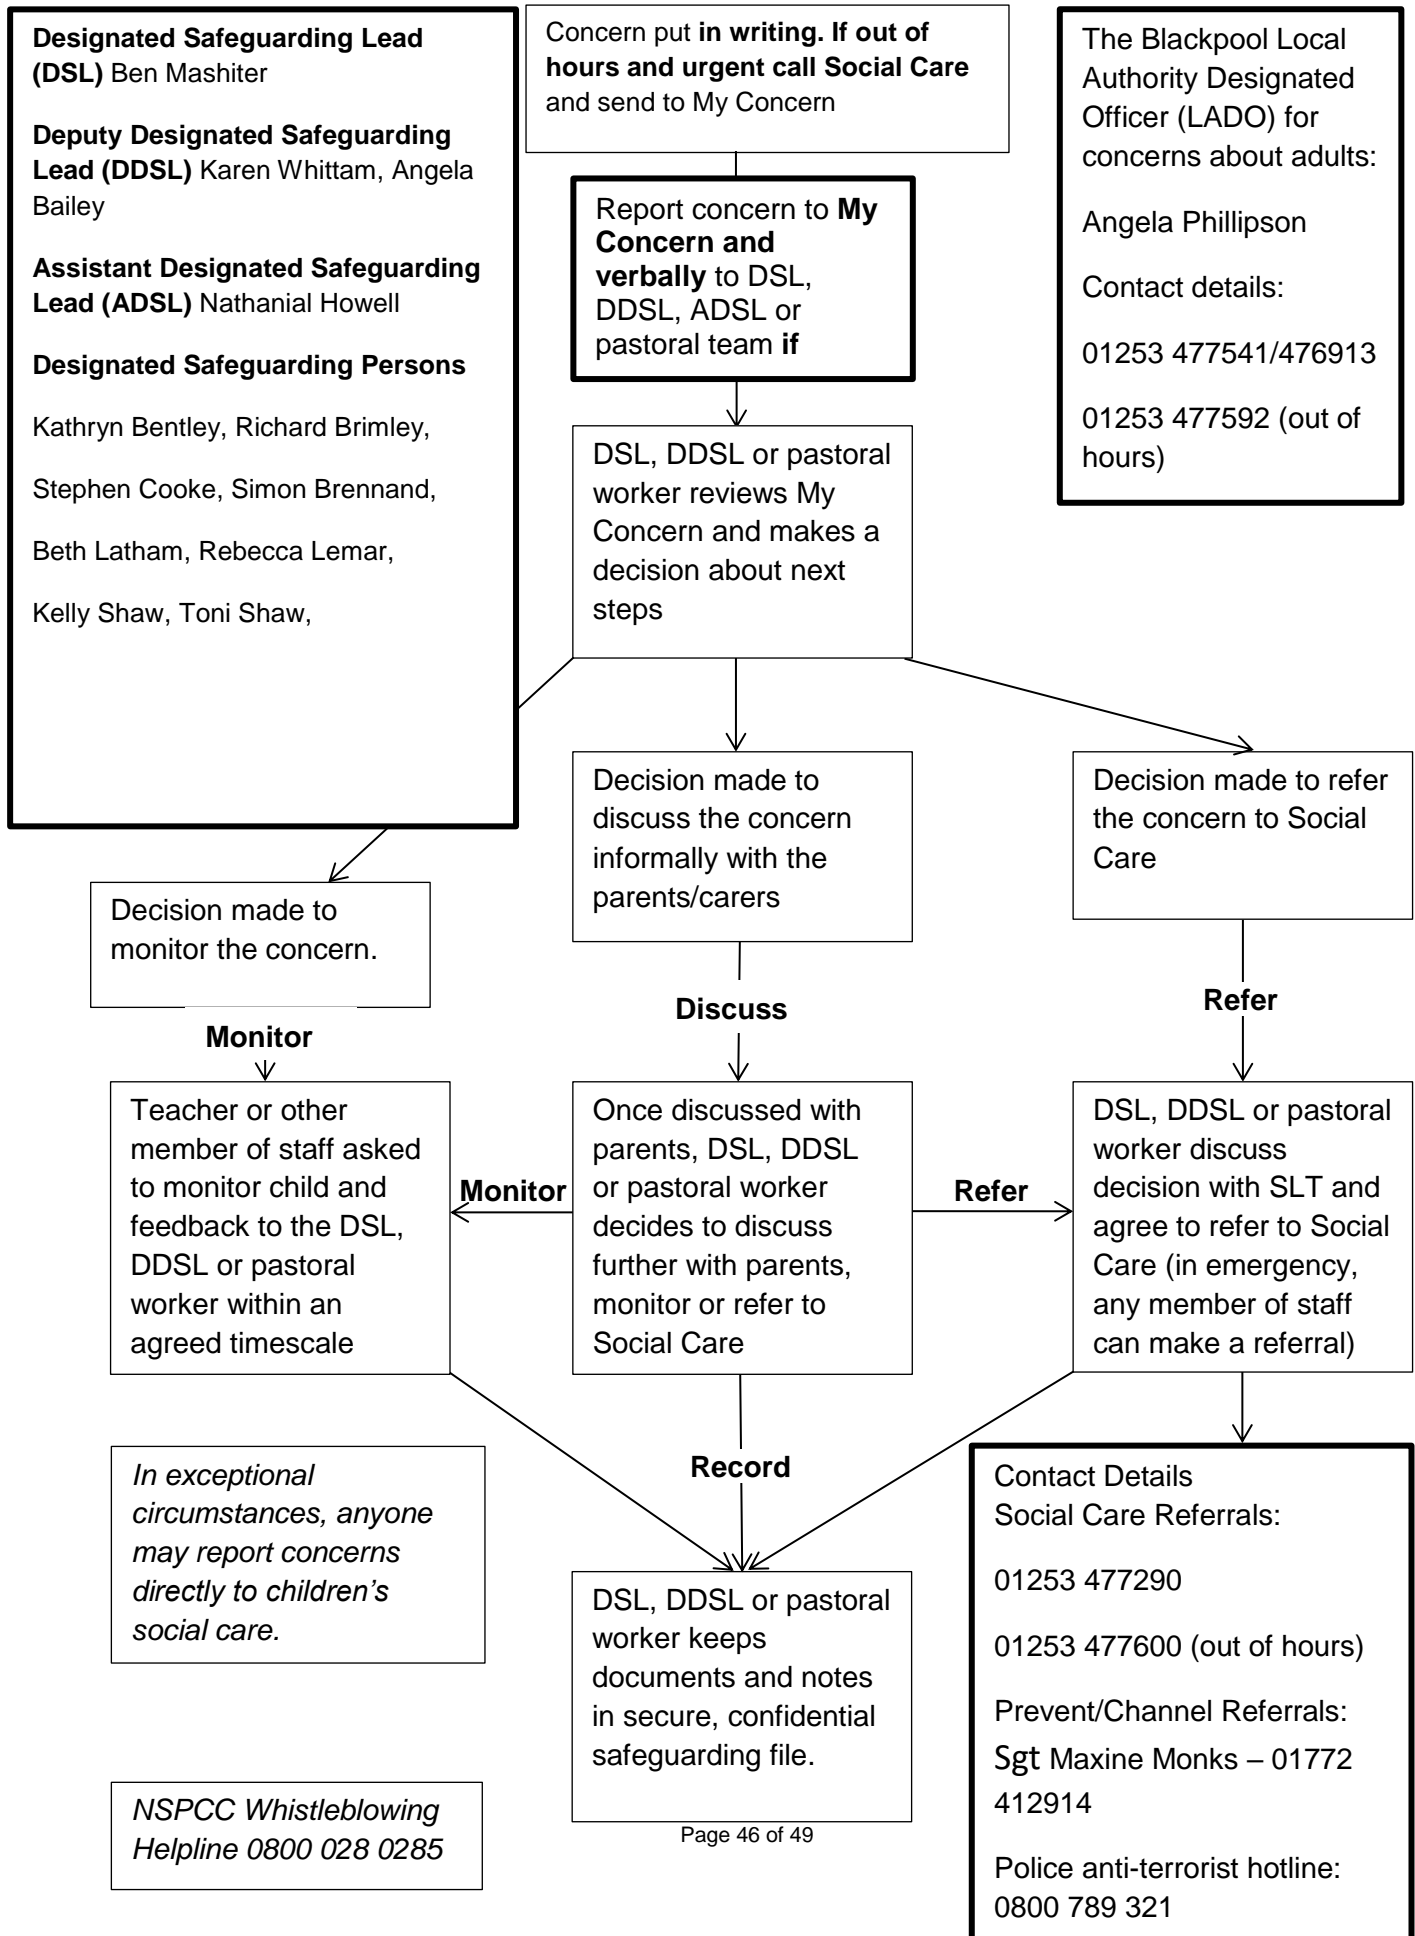 Designated Safeguarding Lead
(DSL) Ben Mashiter
Deputy Designated Safeguarding
Lead (DDSL) Karen Whittam, Angela
Bailey
Assistant Designated Safeguarding
Lead (ADSL) Nathanial Howell
Designated Safeguarding Persons
Kathryn Bentley, Richard Brimley,
Stephen Cooke, Simon Brennand,
Beth Latham, Rebecca Lemar,
Kelly Shaw, Toni Shaw,
Concern put in writing. If out of
hours and urgent call Social Care
and send to My Concern
The Blackpool Local
Authority Designated
Officer (LADO) for
concerns about adults:
Angela Phillipson
Contact details:
01253 477541/476913
01253 477592 (out of
hours)
Report concern to My
Concern and
verbally to DSL,
DDSL, ADSL or
pastoral team if
DSL, DDSL or pastoral
worker reviews My
Concern and makes a
decision about next
steps
Decision made to
monitor the concern.
Decision made to
discuss the concern
informally with the
parents/carers
Decision made to refer
the concern to Social
Care
Monitor
Discuss
Refer
Teacher or other
member of staff asked
to monitor child and
feedback to the DSL,
DDSL or pastoral
worker within an
agreed timescale
Monitor
Once discussed with
parents, DSL, DDSL
or pastoral worker
decides to discuss
further with parents,
monitor or refer to
Social Care
Refer
DSL, DDSL or pastoral
worker discuss
decision with SLT and
agree to refer to Social
Care (in emergency,
any member of staff
can make a referral)
In exceptional
circumstances, anyone
may report concerns
directly to children's
social care.
Record
DSL, DDSL or pastoral
worker keeps
documents and notes
in secure, confidential
safeguarding file.
Contact Details
Social Care Referrals:
01253 477290
01253 477600 (out of hours)
Prevent/Channel Referrals:
Sgt Maxine Monks – 01772
412914
Police anti-terrorist hotline:
0800 789 321
NSPCC Whistleblowing
Helpline 0800 028 0285
Page 46 of 49